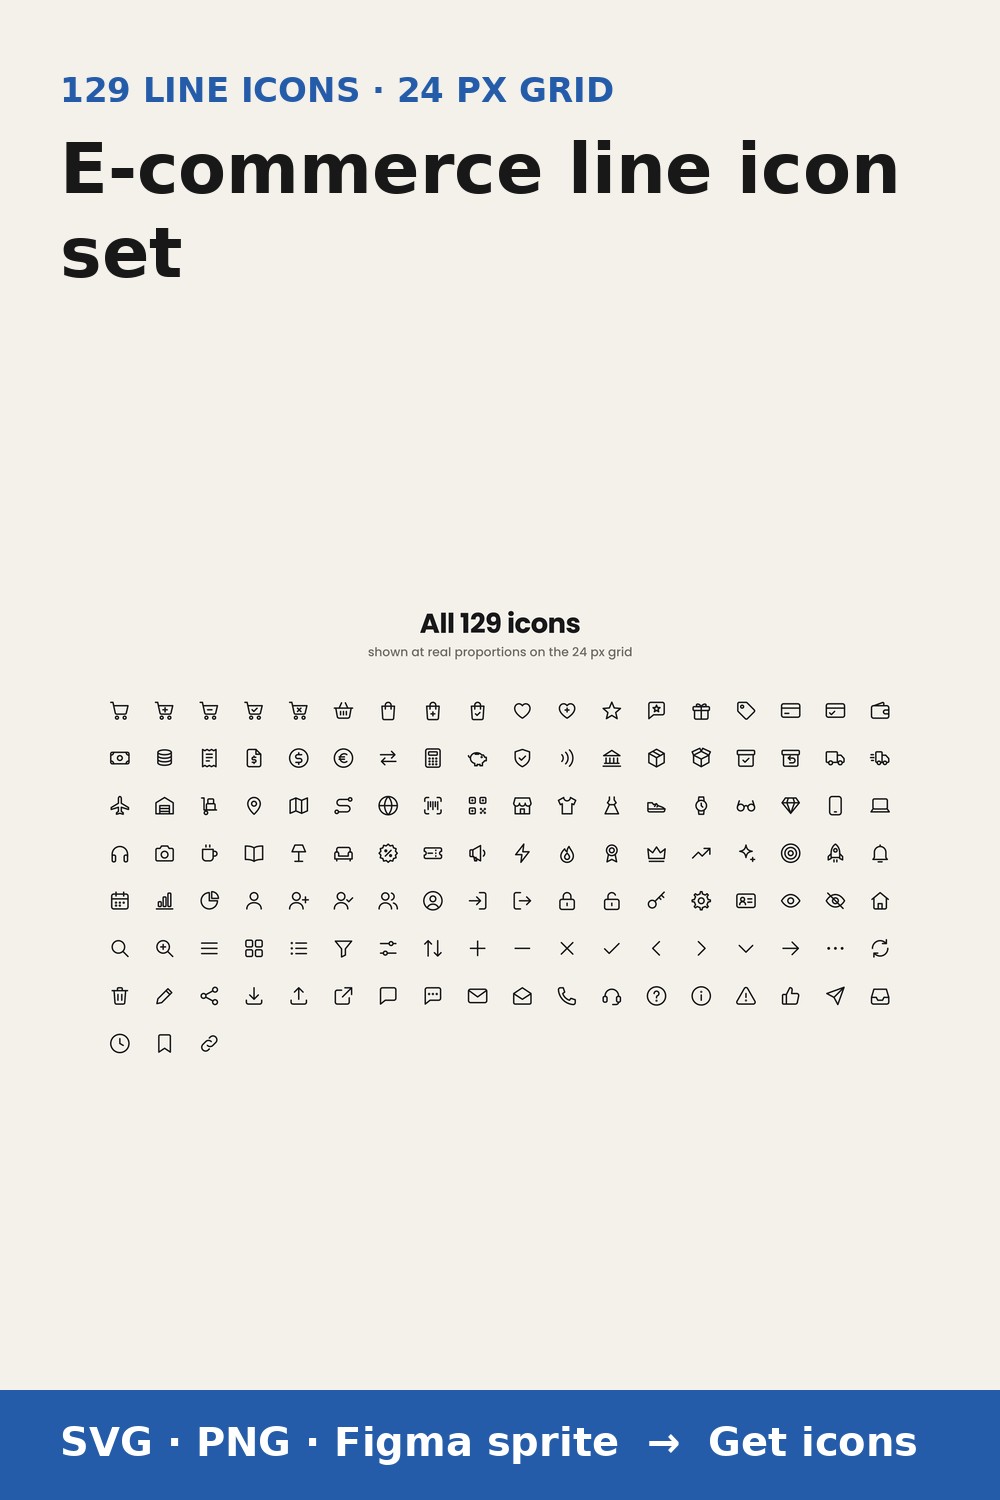 129 LINE ICONS · 24 PX GRID
E-commerce line icon
set
All 129 icons
shown at real proportions on the 24 px grid
SVG · PNG · Figma sprite → Get icons